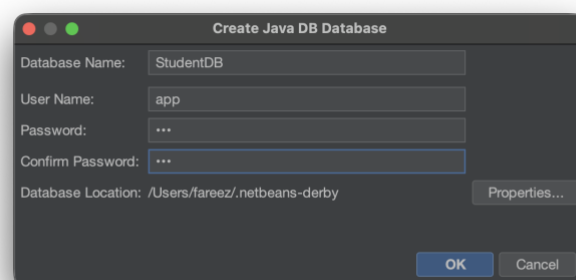 Create Java DB Database
Database Name: StudentDB
User Name: app
Password: •••
Confirm Password: •••
Database Location: /Users/fareez/.netbeans-derby Properties...
OK Cancel